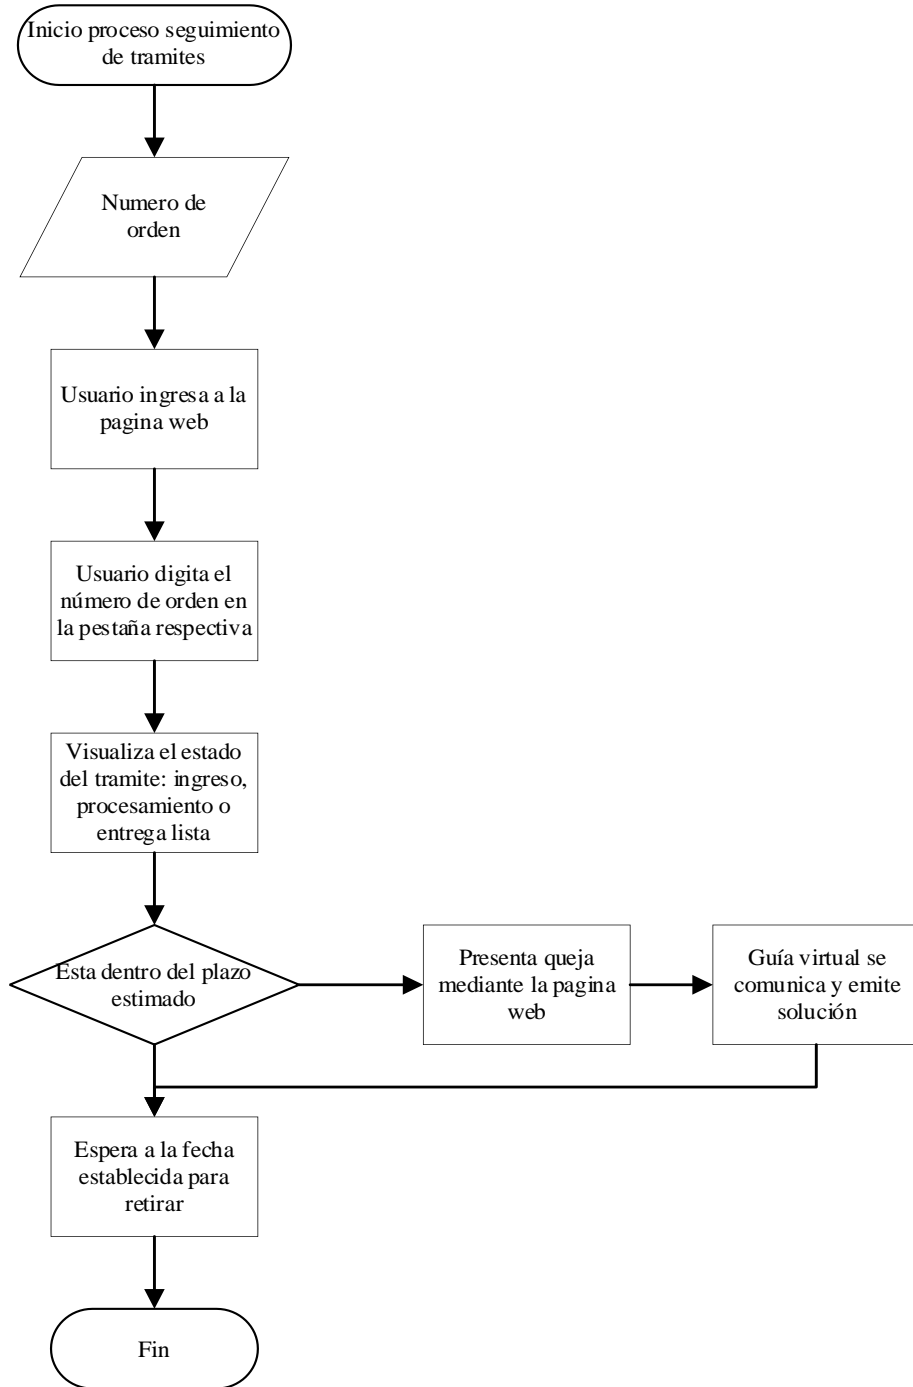 Inicio proceso seguimiento
de tramites
Numero de
orden
Usuario ingresa a la
pagina web
Usuario digita el
número de orden en
la pestaña respectiva
Visualiza el estado
del tramite: ingreso,
procesamiento o
entrega lista
Esta dentro del plazo
estimado
Presenta queja
mediante la pagina
web
Guía virtual se
comunica y emite
solución
Espera a la fecha
establecida para
retirar
Fin